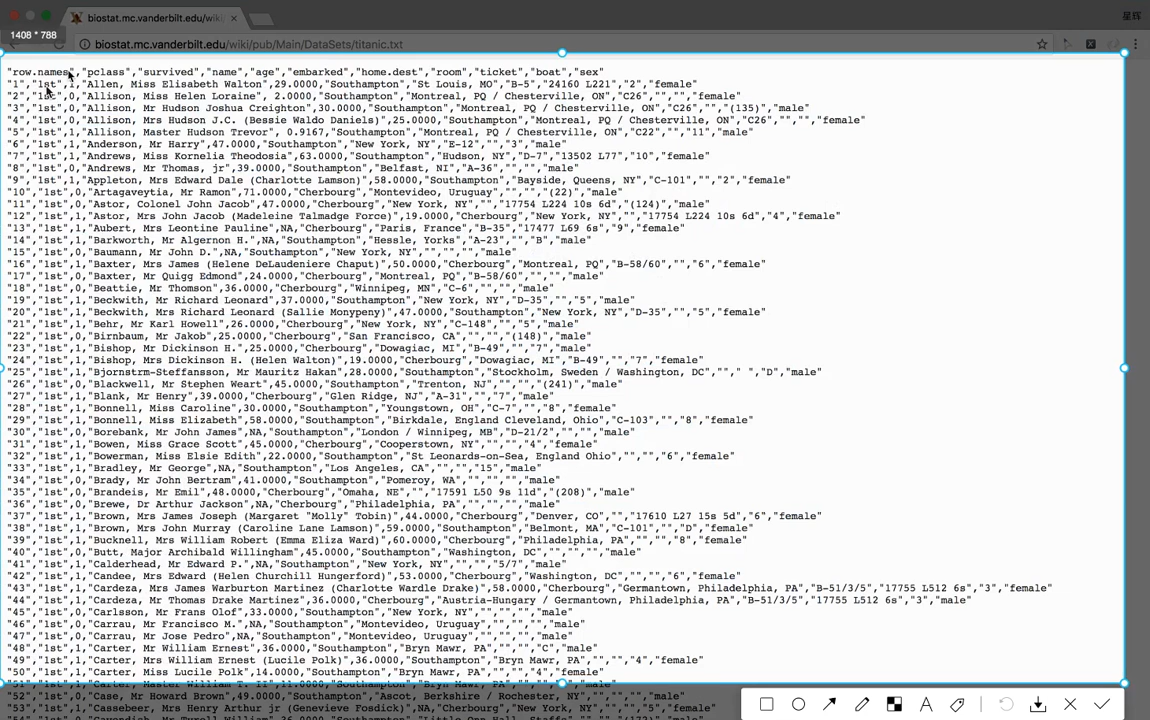 biostat.mc.vanderbilt.edu/wiki/
星辉
1408 * 788
biostat.mc.vanderbilt.edu/wiki/pub/Main/DataSets/titanic.txt
"row.names","pclass","survived","name","age","embarked","home.dest","room","ticket","boat","sex"
"1","1st",1,"Allen, Miss Elisabeth Walton",29.0000,"Southampton","St Louis, MO","B-5","24160 L221","2","female"
"2","1st",0,"Allison, Miss Helen Loraine", 2.0000,"Southampton","Montreal, PQ / Chesterville, ON","C26","","","female"
"3","1st",0,"Allison, Mr Hudson Joshua Creighton",30.0000,"Southampton","Montreal, PQ / Chesterville, ON","C26","","(135)","male"
"4","1st",0,"Allison, Mrs Hudson J.C. (Bessie Waldo Daniels)",25.0000,"Southampton","Montreal, PQ / Chesterville, ON","C26","","","female"
"5","1st",1,"Allison, Master Hudson Trevor", 0.9167,"Southampton","Montreal, PQ / Chesterville, ON","C22","","11","male"
"6","1st",1,"Anderson, Mr Harry",47.0000,"Southampton","New York, NY","E-12","","3","male"
"7","1st",1,"Andrews, Miss Kornelia Theodosia",63.0000,"Southampton","Hudson, NY","D-7","13502 L77","10","female"
"8","1st",0,"Andrews, Mr Thomas, jr",39.0000,"Southampton","Belfast, NI","A-36","","","male"
"9","1st",1,"Appleton, Mrs Edward Dale (Charlotte Lamson)",58.0000,"Southampton","Bayside, Queens, NY","C-101","","2","female"
"10","1st",0,"Artagaveytia, Mr Ramon",71.0000,"Cherbourg","Montevideo, Uruguay","","","(22)","male"
"11","1st",0,"Astor, Colonel John Jacob",47.0000,"Cherbourg","New York, NY","","17754 L224 10s 6d","(124)","male"
"12","1st",1,"Astor, Mrs John Jacob (Madeleine Talmadge Force)",19.0000,"Cherbourg","New York, NY","","17754 L224 10s 6d","4","female"
"13","1st",1,"Aubert, Mrs Leontine Pauline",NA,"Cherbourg","Paris, France","B-35","17477 L69 6s","9","female"
"14","1st",1,"Barkworth, Mr Algernon H.",NA,"Southampton","Hessle, Yorks","A-23","","B","male"
"15","1st",0,"Baumann, Mr John D.",NA,"Southampton","New York, NY","","","","male"
"16","1st",1,"Baxter, Mrs James (Helene DeLaudeniere Chaput)",50.0000,"Cherbourg","Montreal, PQ","B-58/60","","6","female"
"17","1st",0,"Baxter, Mr Quigg Edmond",24.0000,"Cherbourg","Montreal, PQ","B-58/60","","","male"
"18","1st",0,"Beattie, Mr Thomson",36.0000,"Cherbourg","Winnipeg, MN","C-6","","","male"
"19","1st",1,"Beckwith, Mr Richard Leonard",37.0000,"Southampton","New York, NY","D-35","","5","male"
"20","1st",1,"Beckwith, Mrs Richard Leonard (Sallie Monypeny)",47.0000,"Southampton","New York, NY","D-35","","5","female"
"21","1st",1,"Behr, Mr Karl Howell",26.0000,"Cherbourg","New York, NY","C-148","","5","male"
"22","1st",0,"Birnbaum, Mr Jakob",25.0000,"Cherbourg","San Francisco, CA","","","(148)","male"
"23","1st",1,"Bishop, Mr Dickinson H.",25.0000,"Cherbourg","Dowagiac, MI","B-49","","7","male"
"24","1st",1,"Bishop, Mrs Dickinson H. (Helen Walton)",19.0000,"Cherbourg","Dowagiac, MI","B-49","","7","female"
"25","1st",1,"Bjornstrm-Steffansson, Mr Mauritz Hakan",28.0000,"Southampton","Stockholm, Sweden / Washington, DC",""," ","D","male"
"26","1st",0,"Blackwell, Mr Stephen Weart",45.0000,"Southampton","Trenton, NJ","","","(241)","male"
"27","1st",1,"Blank, Mr Henry",39.0000,"Cherbourg","Glen Ridge, NJ","A-31","","7","male"
"28","1st",1,"Bonnell, Miss Caroline",30.0000,"Southampton","Youngstown, OH","C-7","","8","female"
"29","1st",1,"Bonnell, Miss Elizabeth",58.0000,"Southampton","Birkdale, England Cleveland, Ohio","C-103","","8","female"
"30","1st",0,"Borebank, Mr John James",NA,"Southampton","London / Winnipeg, MB","D-21/2","","","male"
"31","1st",1,"Bowen, Miss Grace Scott",45.0000,"Cherbourg","Cooperstown, NY","","","4","female"
"32","1st",1,"Bowerman, Miss Elsie Edith",22.0000,"Southampton","St Leonards-on-Sea, England Ohio","","","6","female"
"33","1st",1,"Bradley, Mr George",NA,"Southampton","Los Angeles, CA","","","15","male"
"34","1st",0,"Brady, Mr John Bertram",41.0000,"Southampton","Pomeroy, WA","","","","male"
"35","1st",0,"Brandeis, Mr Emil",48.0000,"Cherbourg","Omaha, NE","","17591 L50 9s 11d","(208)","male"
"36","1st",0,"Brewe, Dr Arthur Jackson",NA,"Cherbourg","Philadelphia, PA","","","","male"
"37","1st",1,"Brown, Mrs James Joseph (Margaret "Molly" Tobin)",44.0000,"Cherbourg","Denver, CO","","17610 L27 15s 5d","6","female"
"38","1st",1,"Brown, Mrs John Murray (Caroline Lane Lamson)",59.0000,"Southampton","Belmont, MA","C-101","","D","female"
"39","1st",1,"Bucknell, Mrs William Robert (Emma Eliza Ward)",60.0000,"Cherbourg","Philadelphia, PA","","","8","female"
"40","1st",0,"Butt, Major Archibald Willingham",45.0000,"Southampton","Washington, DC","","","","male"
"41","1st",1,"Calderhead, Mr Edward P.",NA,"Southampton","New York, NY","","","5/7","male"
"42","1st",1,"Candee, Mrs Edward (Helen Churchill Hungerford)",53.0000,"Cherbourg","Washington, DC","","","6","female"
"43","1st",1,"Cardeza, Mrs James Warburton Martinez (Charlotte Wardle Drake)",58.0000,"Cherbourg","Germantown, Philadelphia, PA","B-51/3/5","17755 L512 6s","3","female"
"44","1st",1,"Cardeza, Mr Thomas Drake Martinez",36.0000,"Cherbourg","Austria-Hungary / Germantown, Philadelphia, PA","B-51/3/5","17755 L512 6s","3","male"
"45","1st",0,"Carlsson, Mr Frans Olof",33.0000,"Southampton","New York, NY","","","","male"
"46","1st",0,"Carrau, Mr Francisco M.",NA,"Southampton","Montevideo, Uruguay","","","","male"
"47","1st",0,"Carrau, Mr Jose Pedro",NA,"Southampton","Montevideo, Uruguay","","","","male"
"48","1st",1,"Carter, Mr William Ernest",36.0000,"Southampton","Bryn Mawr, PA","","","C","male"
"49","1st",1,"Carter, Mrs William Ernest (Lucile Polk)",36.0000,"Southampton","Bryn Mawr, PA","","","4","female"
"50","1st",1,"Carter, Miss Lucile Polk",14.0000,"Southampton","Bryn Mawr, PA","","","4","female"
"52","1st",0,"Case, Mr Howard Brown",49.0000,"Southampton","Ascot, Berkshire / Rochester, NY","","","","male"
"53","1st",1,"Cassebeer, Mrs Henry Arthur jr (Genevieve Fosdick)",NA,"Cherbourg","New York, NY","","","5","female"